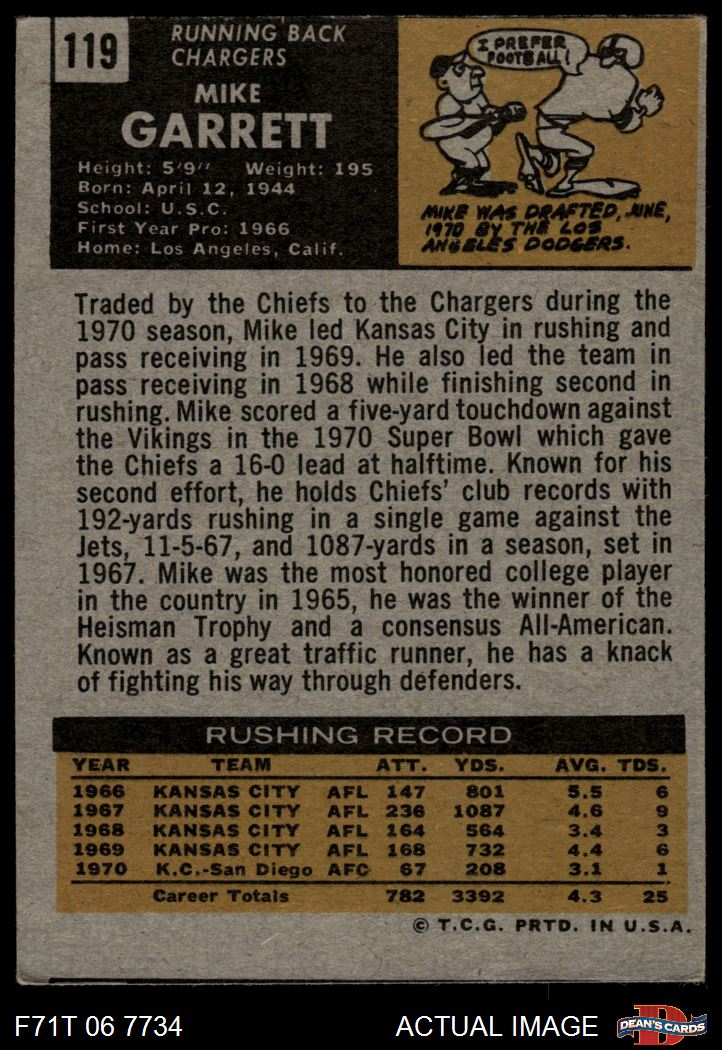 119
RUNNING BACK
CHARGERS
MIKE
GARRETT
Height: 5'9" Weight: 195
Born: April 12, 1944
School: U.S.C.
First Year Pro: 1966
Home: Los Angeles, Calif.
I PREFER
FOOTBALL!
MIKE WAS DRAFTED, JUNE,
1970 BY THE LOS
ANGELES DODGERS.
Traded by the Chiefs to the Chargers during the
1970 season, Mike led Kansas City in rushing and
pass receiving in 1969. He also led the team in
pass receiving in 1968 while finishing second in
rushing. Mike scored a five-yard touchdown against
the Vikings in the 1970 Super Bowl which gave
the Chiefs a 16-0 lead at halftime. Known for his
second effort, he holds Chiefs' club records with
192-yards rushing in a single game against the
Jets, 11-5-67, and 1087-yards in a season, set in
1967. Mike was the most honored college player
in the country in 1965, he was the winner of the
Heisman Trophy and a consensus All-American.
Known as a great traffic runner, he has a knack
of fighting his way through defenders.
RUSHING RECORD
YEAR TEAM ATT. YDS. AVG. TDS.
1966 KANSAS CITY AFL 147 801 5.5 6
1967 KANSAS CITY AFL 236 1087 4.6 9
1968 KANSAS CITY AFL 164 564 3.4 3
1969 KANSAS CITY AFL 168 732 4.4 6
1970 K.C.-San Diego AFC 67 208 3.1 1
Career Totals 782 3392 4.3 25
© T.C.G. PRTD. IN U.S.A.
F71T 06 7734 ACTUAL IMAGE
D
DEAN'S CARDS